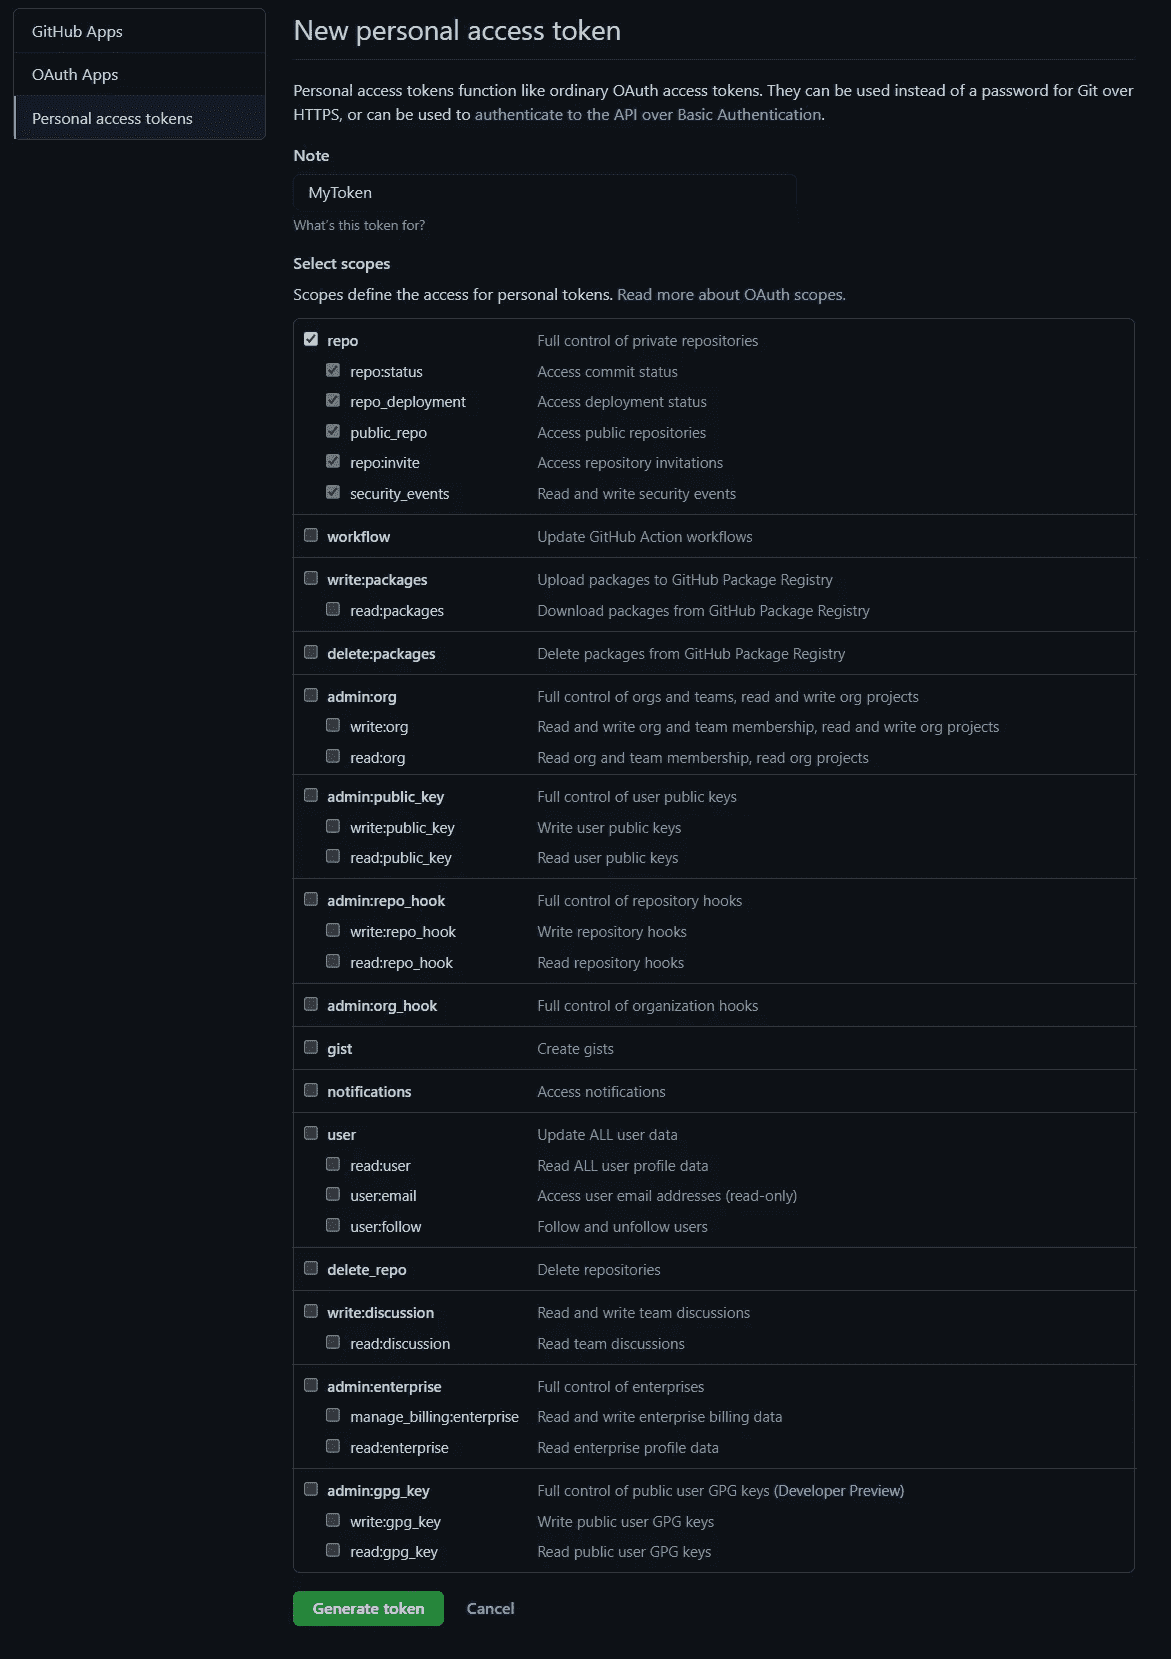 GitHub Apps
OAuth Apps
Personal access tokens
New personal access token
Personal access tokens function like ordinary OAuth access tokens. They can be used instead of a password for Git over
HTTPS, or can be used to authenticate to the API over Basic Authentication.
Note
MyToken
What's this token for?
Select scopes
Scopes define the access for personal tokens. Read more about OAuth scopes.
repo Full control of private repositories
repo:status Access commit status
repo_deployment Access deployment status
public_repo Access public repositories
repo:invite Access repository invitations
security_events Read and write security events
workflow Update GitHub Action workflows
write:packages Upload packages to GitHub Package Registry
read:packages Download packages from GitHub Package Registry
delete:packages Delete packages from GitHub Package Registry
admin:org Full control of orgs and teams, read and write org projects
write:org Read and write org and team membership, read and write org projects
read:org Read org and team membership, read org projects
admin:public_key Full control of user public keys
write:public_key Write user public keys
read:public_key Read user public keys
admin:repo_hook Full control of repository hooks
write:repo_hook Write repository hooks
read:repo_hook Read repository hooks
admin:org_hook Full control of organization hooks
gist Create gists
notifications Access notifications
user Update ALL user data
read:user Read ALL user profile data
user:email Access user email addresses (read-only)
user:follow Follow and unfollow users
delete_repo Delete repositories
write:discussion Read and write team discussions
read:discussion Read team discussions
admin:enterprise Full control of enterprises
manage_billing:enterprise Read and write enterprise billing data
read:enterprise Read enterprise profile data
admin:gpg_key Full control of public user GPG keys (Developer Preview)
write:gpg_key Write public user GPG keys
read:gpg_key Read public user GPG keys
Generate token Cancel